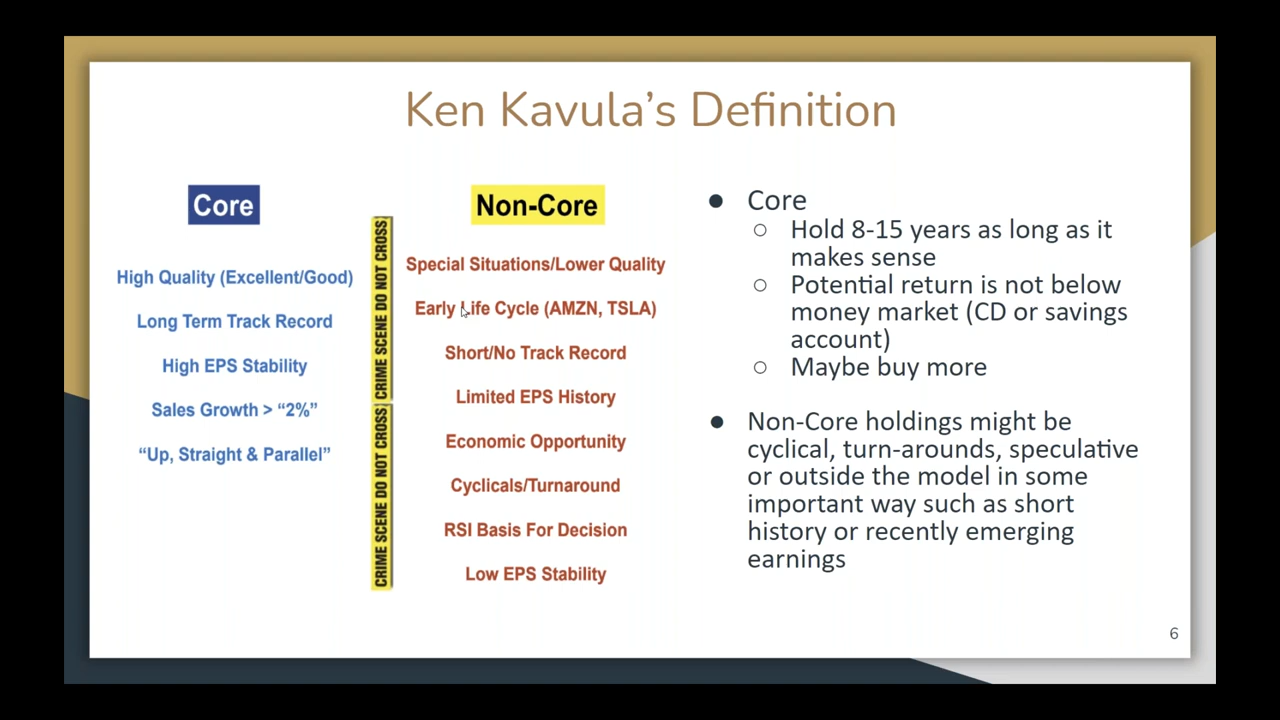 Ken Kavula’s Definition
Core
High Quality (Excellent/Good)
Long Term Track Record
High EPS Stability
Sales Growth > “2%”
“Up, Straight & Parallel”
CRIME SCENE DO NOT CROSS
CRIME SCENE DO NOT CROSS
Non-Core
Special Situations/Lower Quality
Early Life Cycle (AMZN, TSLA)
Short/No Track Record
Limited EPS History
Economic Opportunity
Cyclicals/Turnaround
RSI Basis For Decision
Low EPS Stability
● Core
○ Hold 8-15 years as long as it
makes sense
○ Potential return is not below
money market (CD or savings
account)
○ Maybe buy more
● Non-Core holdings might be
cyclical, turn-arounds, speculative
or outside the model in some
important way such as short
history or recently emerging
earnings
6